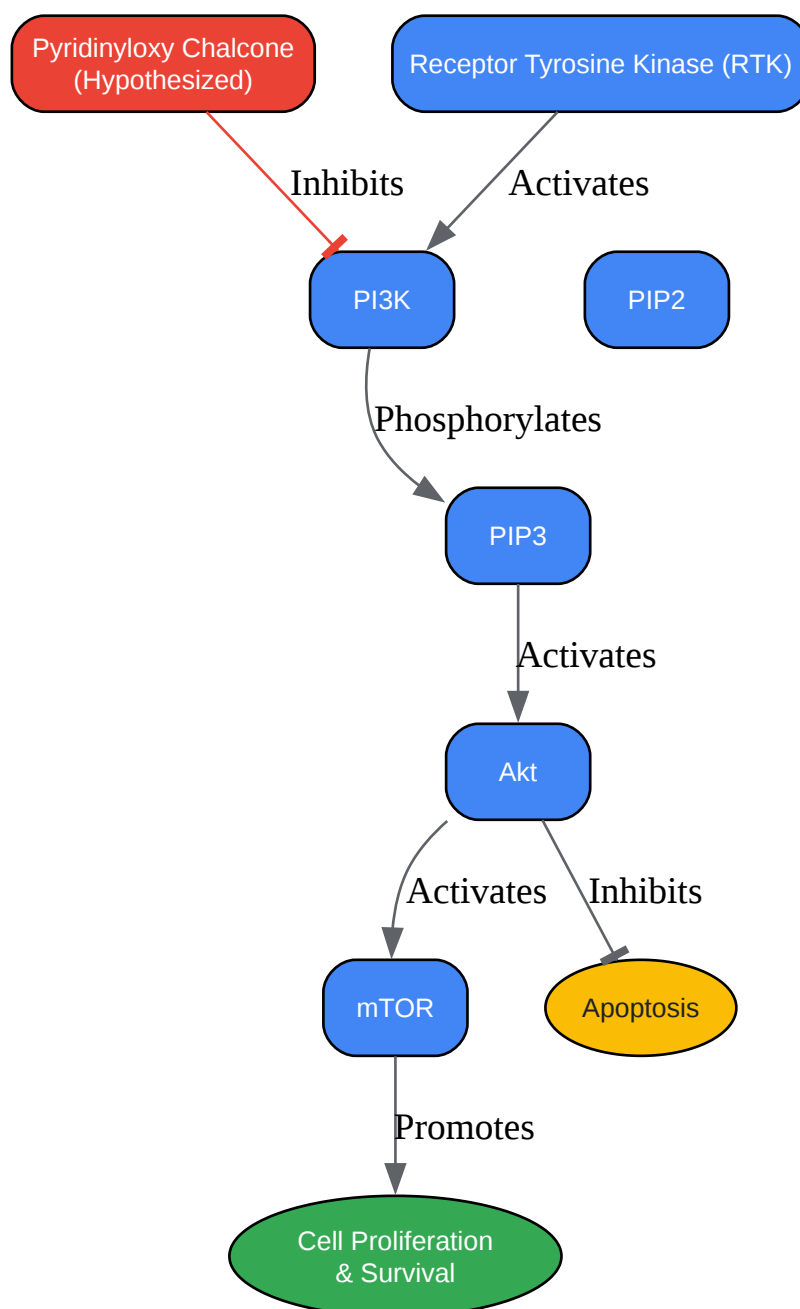 Pyridinyloxy Chalcone
(Hypothesized)
Receptor Tyrosine Kinase (RTK)
Inhibits
Activates
PI3K
PIP2
Phosphorylates
PIP3
Activates
Akt
Activates
Inhibits
mTOR
Apoptosis
Promotes
Cell Proliferation
& Survival